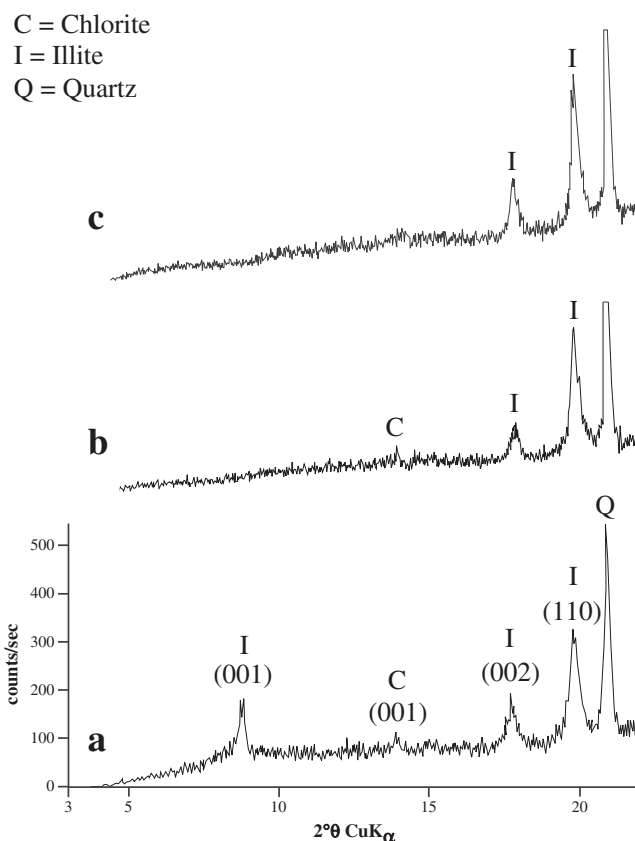 C = Chlorite
I = Illite
Q = Quartz
I
I
c
I
I
C
b
Q
I
(110)
I
(002)
I
(001)
C
(001)
a
counts/sec
500
400
300
200
100
0
3
5
10
15
20
2°θ CuKα